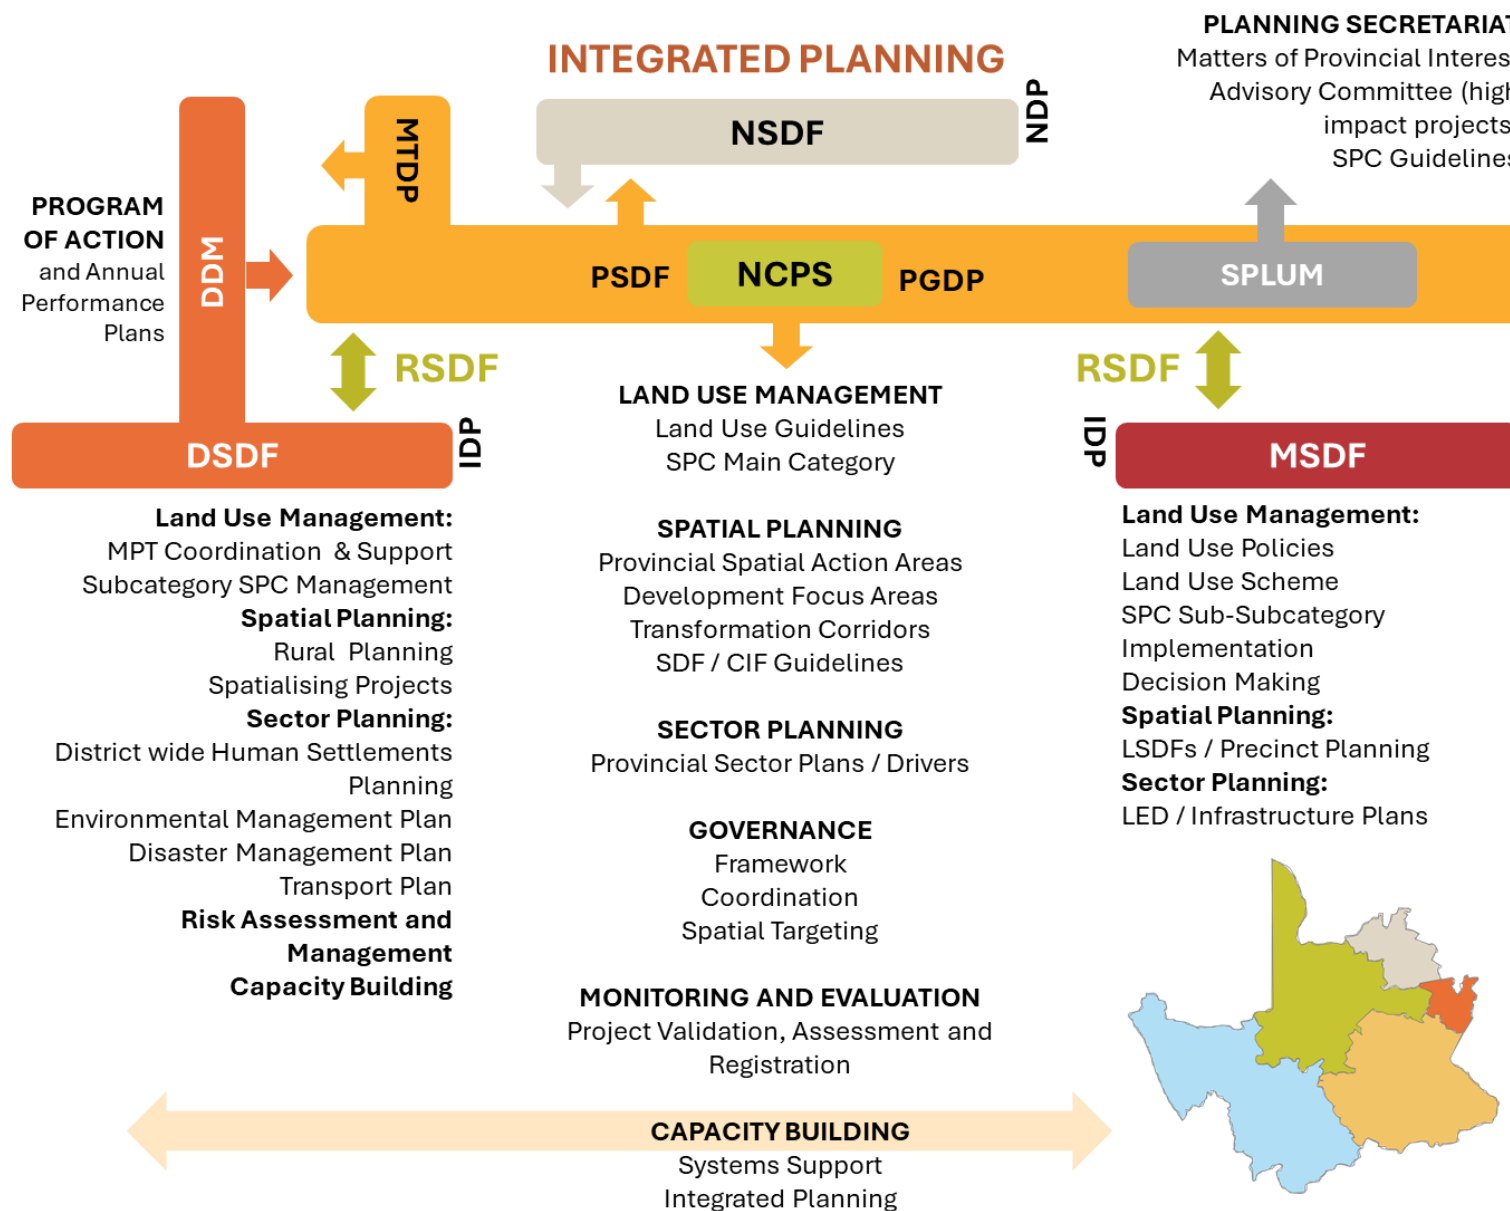 PLANNING SECRETARIAT
Matters of Provincial Interest
Advisory Committee (high
impact projects
SPC Guidelines
INTEGRATED PLANNING
NDP
NSDF
MTDP
PROGRAM
OF ACTION
and Annual
Performance
Plans
DDM
PSDF
NCPS
PGDP
SPLUM
RSDF
RSDF
DSDF
IDP
IDP
MSDF
Land Use Management:
MPT Coordination & Support
Subcategory SPC Management
Spatial Planning:
Rural Planning
Spatialising Projects
Sector Planning:
District wide Human Settlements
Planning
Environmental Management Plan
Disaster Management Plan
Transport Plan
Risk Assessment and
Management
Capacity Building
LAND USE MANAGEMENT
Land Use Guidelines
SPC Main Category
SPATIAL PLANNING
Provincial Spatial Action Areas
Development Focus Areas
Transformation Corridors
SDF / CIF Guidelines
SECTOR PLANNING
Provincial Sector Plans / Drivers
GOVERNANCE
Framework
Coordination
Spatial Targeting
MONITORING AND EVALUATION
Project Validation, Assessment and
Registration
CAPACITY BUILDING
Systems Support
Integrated Planning
Land Use Management:
Land Use Policies
Land Use Scheme
SPC Sub-Subcategory
Implementation
Decision Making
Spatial Planning:
LSDFs / Precinct Planning
Sector Planning:
LED / Infrastructure Plans